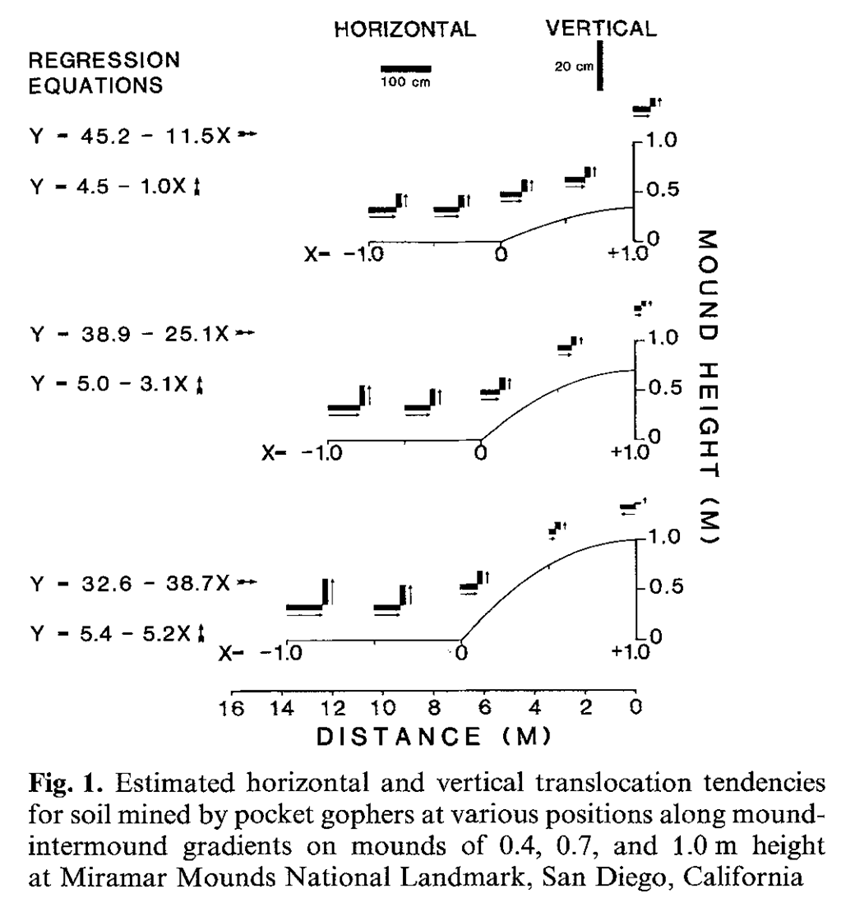 HORIZONTAL VERTICAL
REGRESSION
EQUATIONS
100 cm
20 cm
Y - 45.2 - 11.5X
Y - 4.5 - 1.0X
1.0
0.5
0
X- -1.0 0 +1.0
Y - 38.9 - 25.1X
Y - 5.0 - 3.1X
1.0
0.5
0
X- -1.0 0 +1.0
Y - 32.6 - 38.7X
Y - 5.4 - 5.2X
1.0
0.5
0
X- -1.0 0 +1.0
MOUND HEIGHT (M)
16 14 12 10 8 6 4 2 0
DISTANCE (M)
Fig. 1. Estimated horizontal and vertical translocation tendencies
for soil mined by pocket gophers at various positions along mound-
intermound gradients on mounds of 0.4, 0.7, and 1.0 m height
at Miramar Mounds National Landmark, San Diego, California